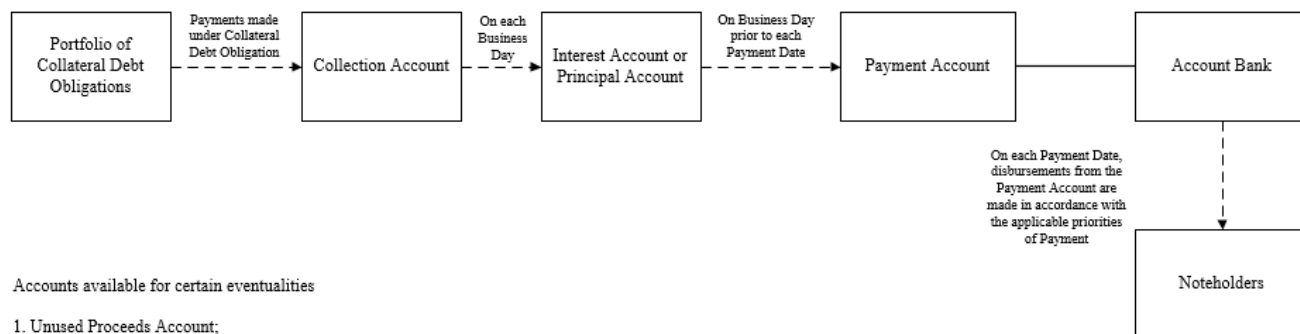 Portfolio of
Collateral Debt
Obligations
Payments made
under Collateral
Debt Obligation
Collection Account
On each
Business
Day
Interest Account or
Principal Account
On Business Day
prior to each
Payment Date
Payment Account
Account Bank
On each Payment Date,
disbursements from the
Payment Account are
made in accordance with
the applicable priorities
of Payment
Noteholders
Accounts available for certain eventualities
1. Unused Proceeds Account;